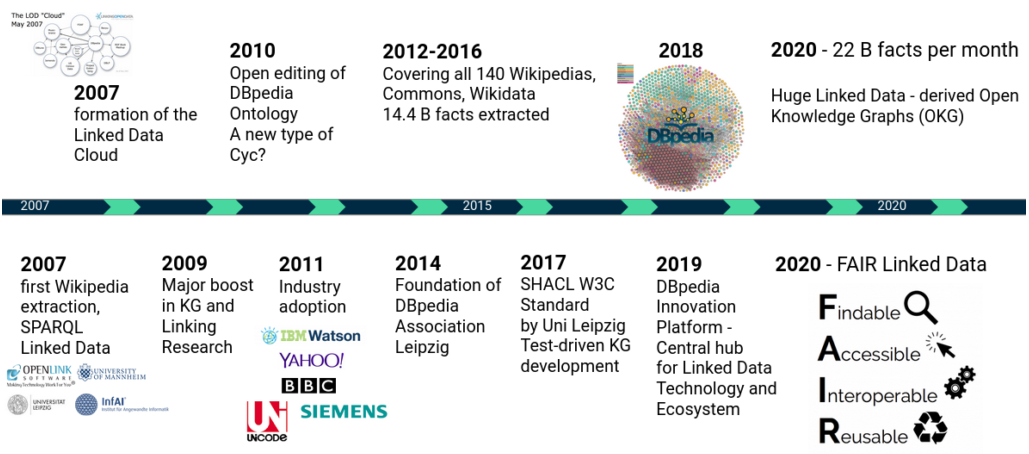 The LOD "Cloud"
May 2007
LINKINGOPENDATA
2007
formation of the
Linked Data
Cloud
2010
Open editing of
DBpedia
Ontology
A new type of
Cyc?
2012-2016
Covering all 140 Wikipedias,
Commons, Wikidata
14.4 B facts extracted
2018
DBpedia
2020 - 22 B facts per month
Huge Linked Data - derived Open
Knowledge Graphs (OKG)
2007
2015
2020
2007
first Wikipedia
extraction,
SPARQL
Linked Data
OPENLINK
SOFTWARE
Making Technology Work For You®
UNIVERSITY
OF MANNHEIM
UNIVERSITÄT
LEIPZIG
InfAI
Institut für Angewandte Informatik
2009
Major boost
in KG and
Linking
Research
2011
Industry
adoption
IBM Watson
YAHOO!
BBC
UN
UNCODE
SIEMENS
2014
Foundation of
DBpedia
Association
Leipzig
2017
SHACL W3C
Standard
by Uni Leipzig
Test-driven KG
development
2019
DBpedia
Innovation
Platform -
Central hub
for Linked Data
Technology and
Ecosystem
2020 - FAIR Linked Data
Findable
Accessible
Interoperable
Reusable